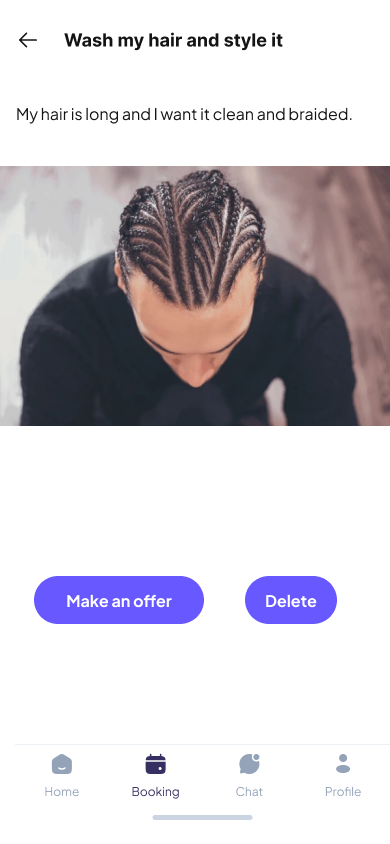 Wash my hair and style it
My hair is long and I want it clean and braided.
Make an offer
Delete
Home
Booking
Chat
Profile